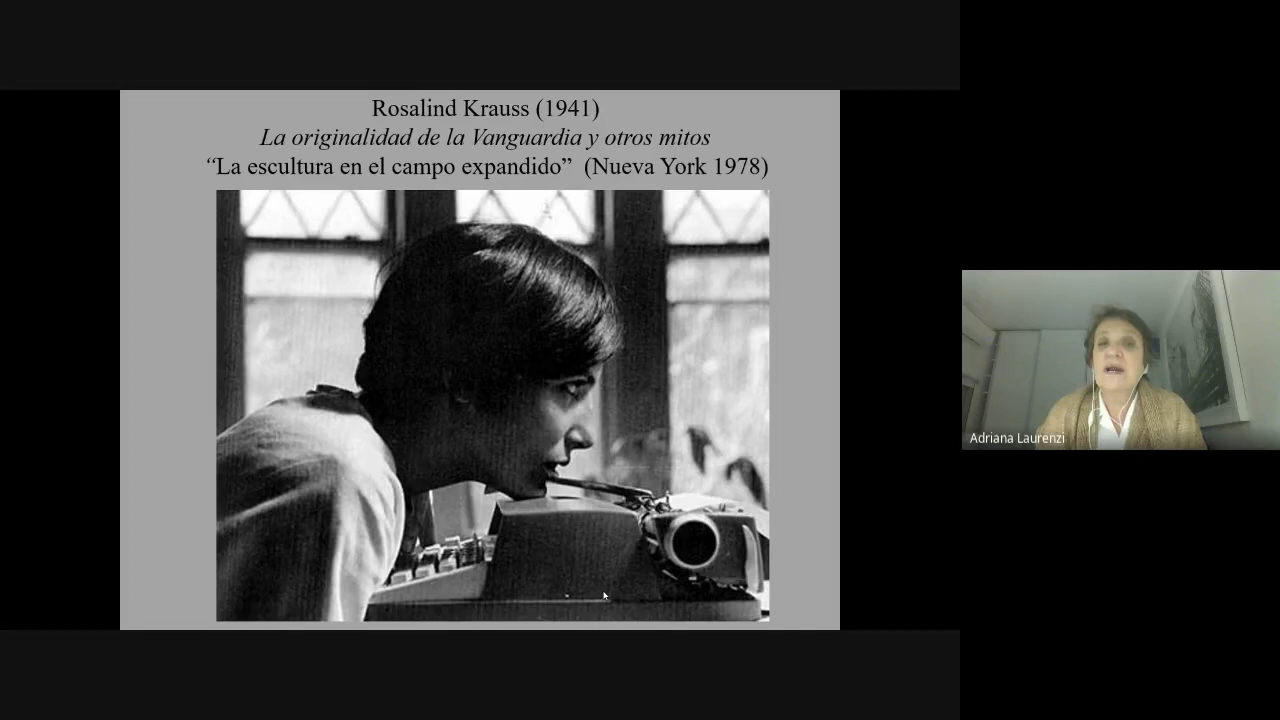 Rosalind Krauss (1941)
La originalidad de la Vanguardia y otros mitos
“La escultura en el campo expandido”  (Nueva York 1978)
Adriana Laurenzi